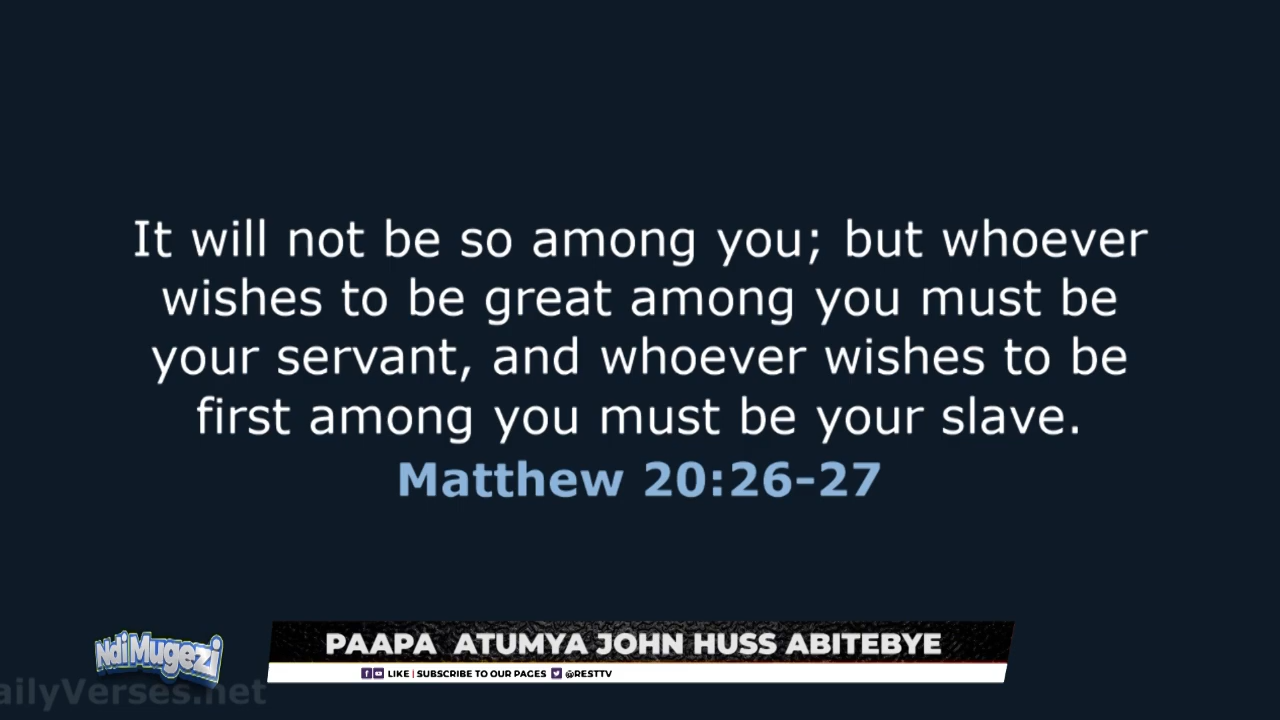 It will not be so among you; but whoever
wishes to be great among you must be
your servant, and whoever wishes to be
first among you must be your slave.
Matthew 20:26-27
NdiMugezi
PAAPA ATUMYA JOHN HUSS ABITEBYE
LIKE | SUBSCRIBE TO OUR PAGES @RESTTV
ailyVerses.net